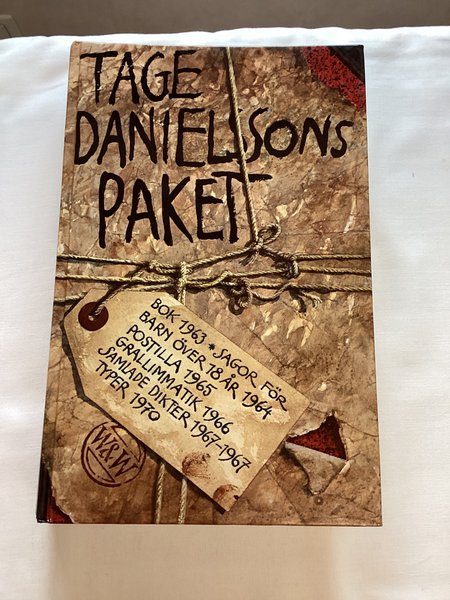 TAGE
DANIELSSONS
PAKET
BOK 1963 * SAGOR FÖR
BARN ÖVER 18 ÅR 1964
POSTILLA 1965
GRALLIMMATIK 1966
SAMLADE DIKTER 1967-1967
TYPER 1970
W&W